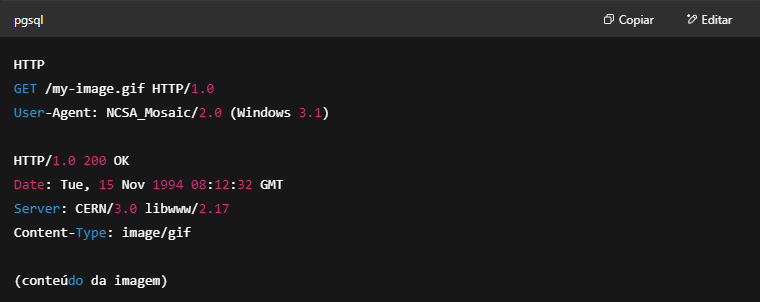 pgsql
Copiar
Editar
HTTP
GET /my-image.gif HTTP/1.0
User-Agent: NCSA_Mosaic/2.0 (Windows 3.1)
HTTP/1.0 200 OK
Date: Tue, 15 Nov 1994 08:12:32 GMT
Server: CERN/3.0 libwww/2.17
Content-Type: image/gif
(conteúdo da imagem)